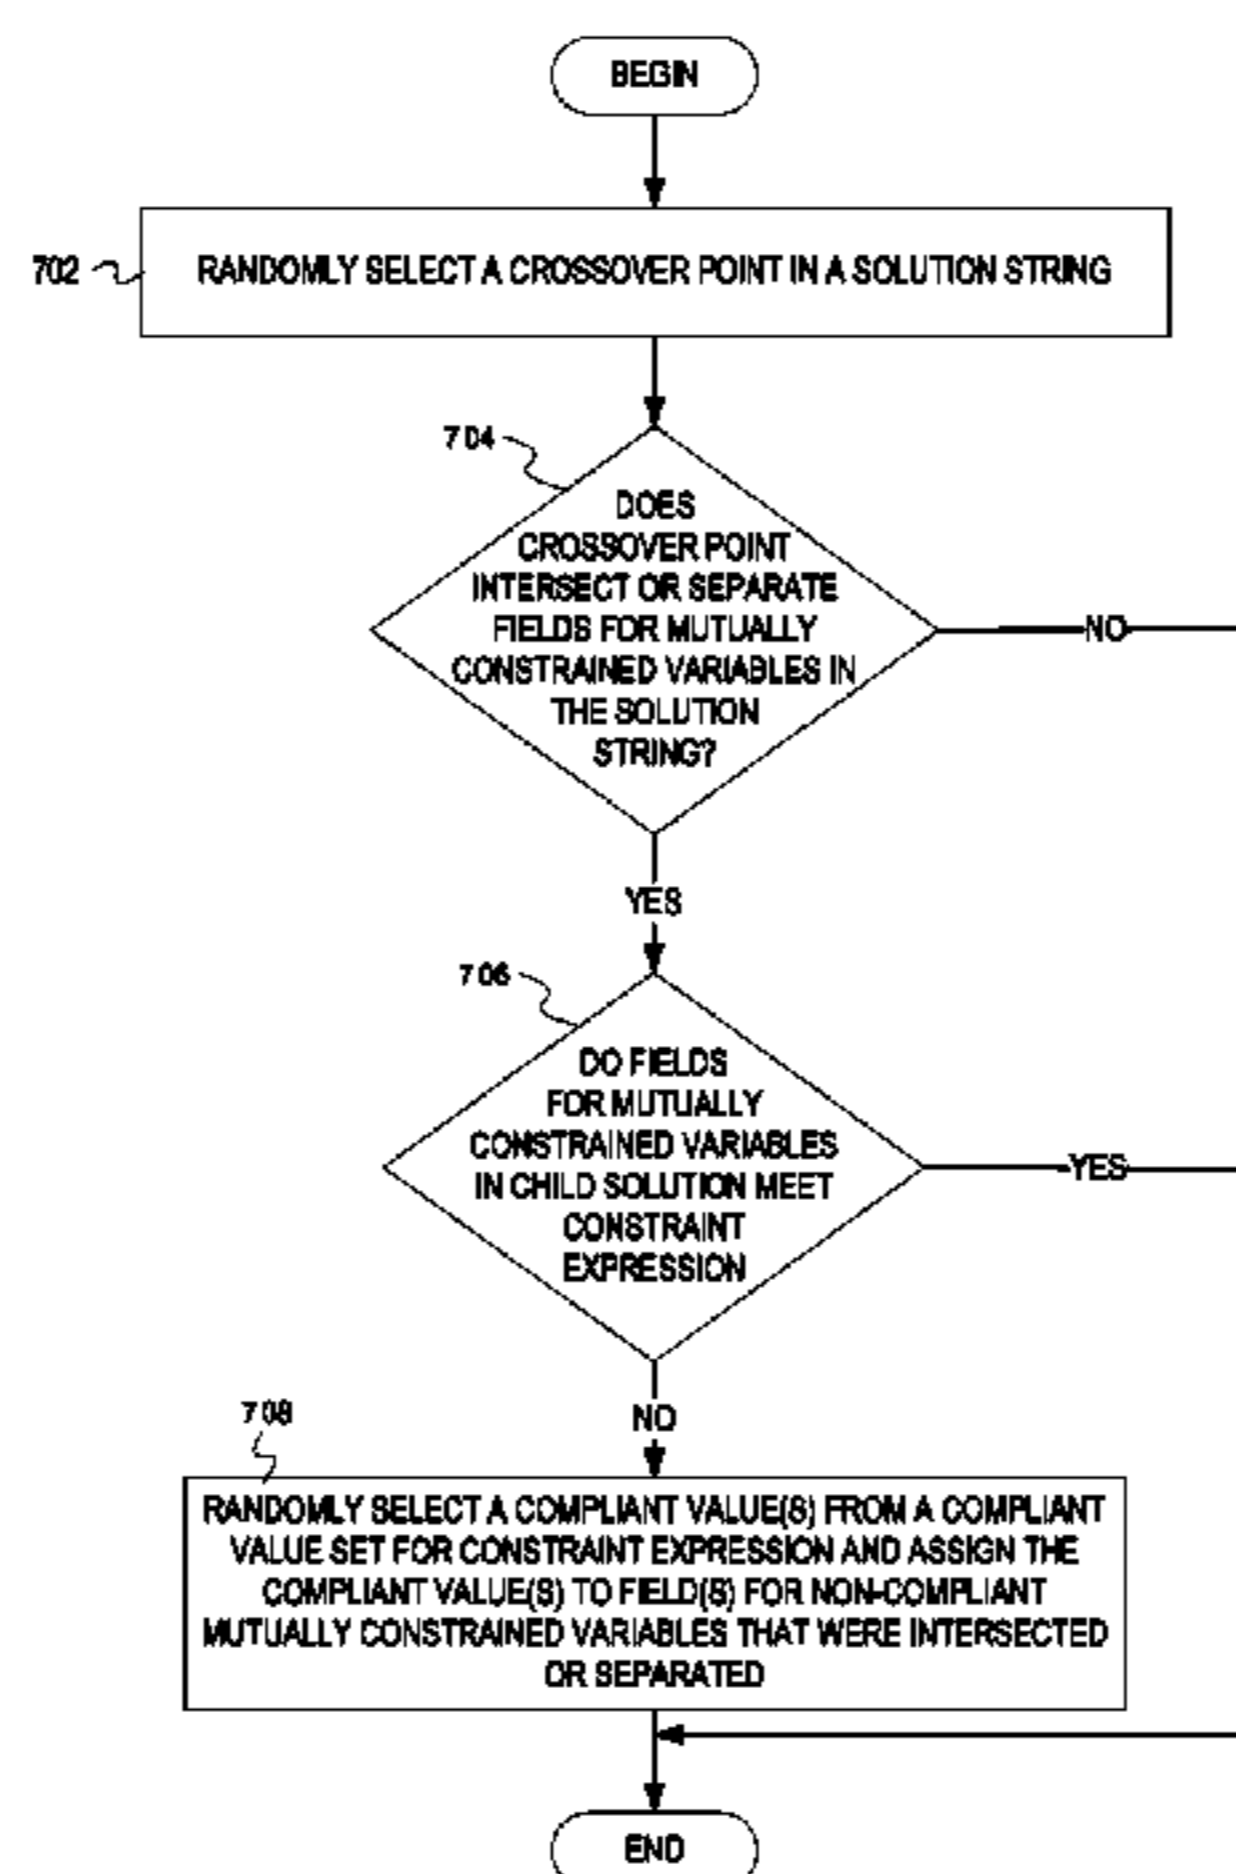 BEGIN
702
RANDOMLY SELECT A CROSSOVER POINT IN A SOLUTION STRING
704
DOES
CROSSOVER POINT
INTERSECT OR SEPARATE
FIELDS FOR MUTUALLY
CONSTRAINED VARIABLES IN
THE SOLUTION
STRING?
NO
YES
706
DO FIELDS
FOR MUTUALLY
CONSTRAINED VARIABLES
IN CHILD SOLUTION MEET
CONSTRAINT
EXPRESSION
YES
NO
708
RANDOMLY SELECT A COMPLIANT VALUE(S) FROM A COMPLIANT
VALUE SET FOR CONSTRAINT EXPRESSION AND ASSIGN THE
COMPLIANT VALUE(S) TO FIELD(S) FOR NON-COMPLIANT
MUTUALLY CONSTRAINED VARIABLES THAT WERE INTERSECTED
OR SEPARATED
END